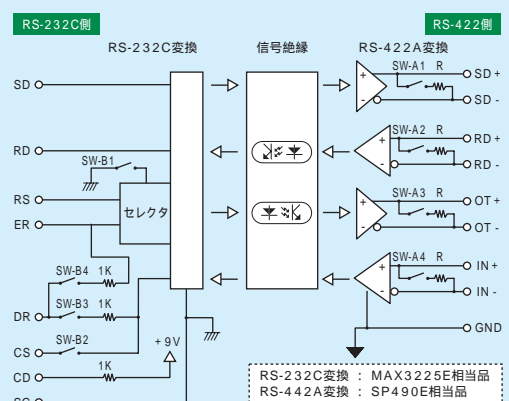 RS-232C側
RS-422側
RS-232C変換
信号絶縁
RS-422A変換
SD
SW-A1 R
SD +
SD -
RD
SW-A2 R
RD +
RD -
SW-B1
RS
セレクタ
SW-A3 R
OT +
OT -
ER
SW-A4 R
IN +
IN -
SW-B4 1K
SW-B3 1K
DR
GND
SW-B2
+9V
CS
1K
CD
RS-232C変換 : MAX3225E相当品
RS-442A変換 : SP490E相当品